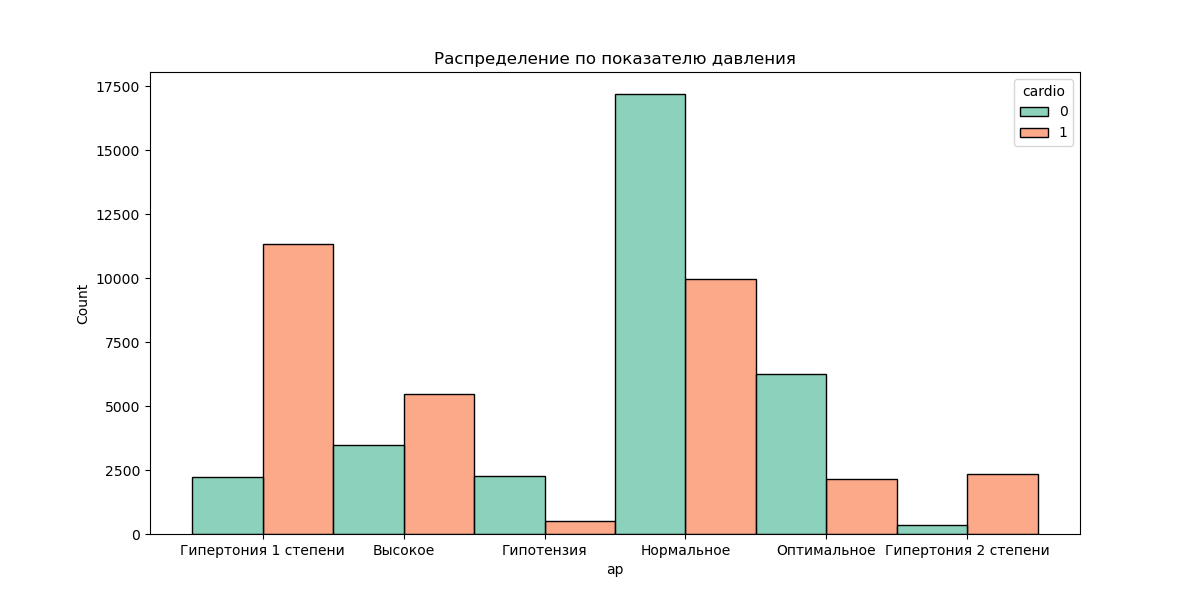 Распределение по показателю давления
cardio
0
1
17500
15000
12500
10000
7500
5000
2500
0
Count
Гипертония 1 степени
Высокое
Гипотензия
Нормальное
Оптимальное
Гипертония 2 степени
ap